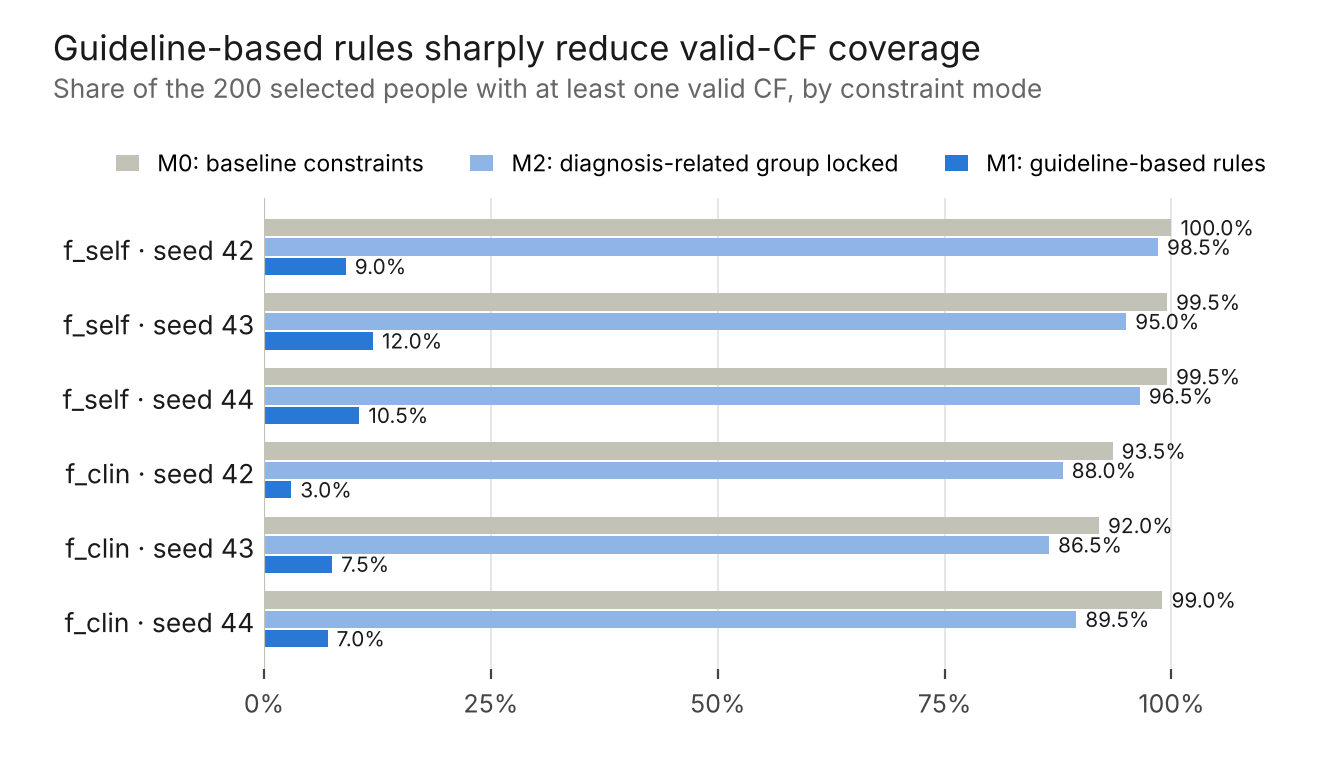 Guideline-based rules sharply reduce valid-CF coverage
Share of the 200 selected people with at least one valid CF, by constraint mode
M0: baseline constraints M2: diagnosis-related group locked M1: guideline-based rules
f_self · seed 42
100.0%
98.5%
9.0%
f_self · seed 43
99.5%
95.0%
12.0%
f_self · seed 44
99.5%
96.5%
10.5%
f_clin · seed 42
93.5%
88.0%
3.0%
f_clin · seed 43
92.0%
86.5%
7.5%
f_clin · seed 44
99.0%
89.5%
7.0%
0% 25% 50% 75% 100%